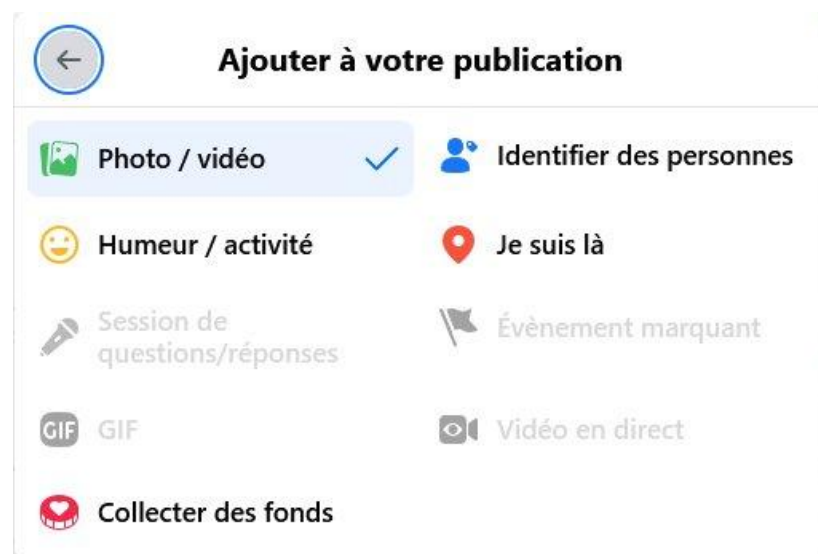 Ajouter à votre publication
Photo / vidéo
Identifier des personnes
Humeur / activité
Je suis là
Session de
questions/réponses
Évènement marquant
GIF GIF
Vidéo en direct
Collecter des fonds